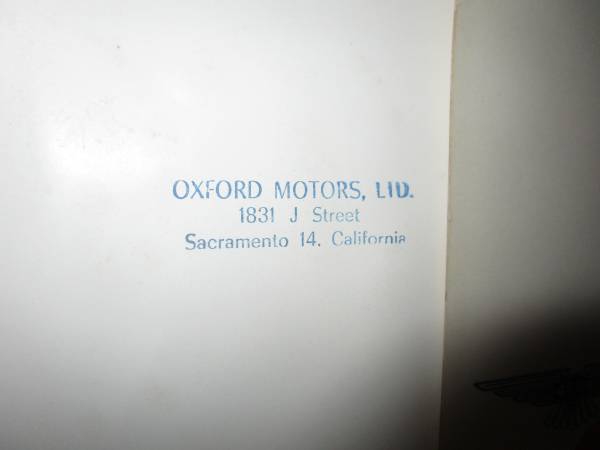 OXFORD MOTORS, LTD.
1831 J Street
Sacramento 14, California